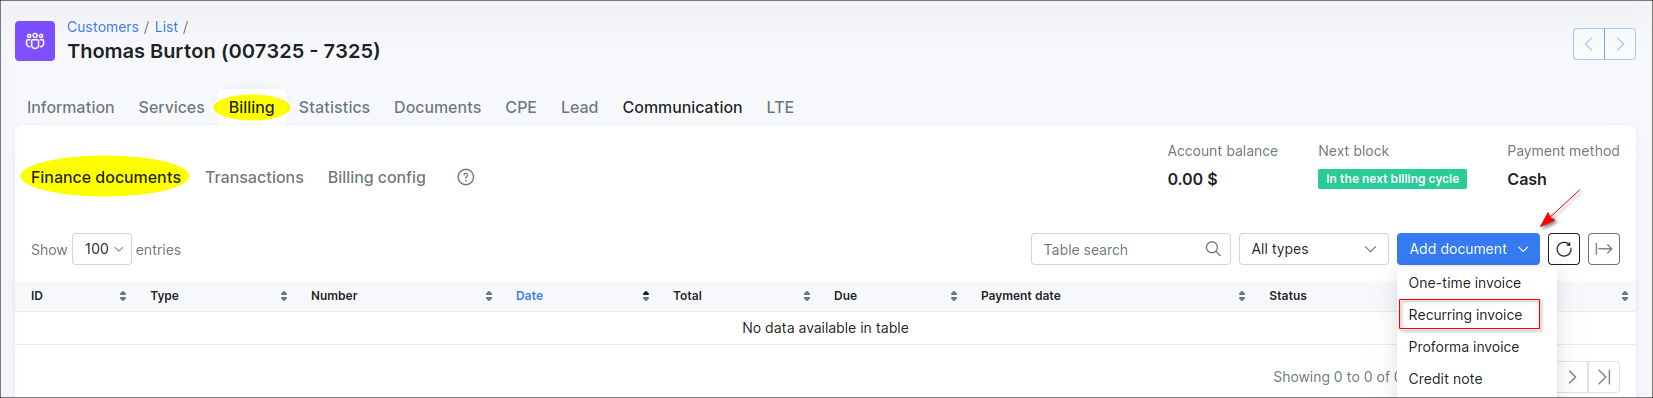 Customers / List /
Thomas Burton (007325 - 7325)
Information Services Billing Statistics Documents CPE Lead Communication LTE
Account balance Next block Payment method
Finance documents Transactions Billing config ?
0.00 $ In the next billing cycle Cash
Show 100 entries Table search All types Add document
ID Type Number Date Total Due Payment date Status
One-time invoice
Recurring invoice
No data available in table
Proforma invoice
Showing 0 to 0 of
Credit note